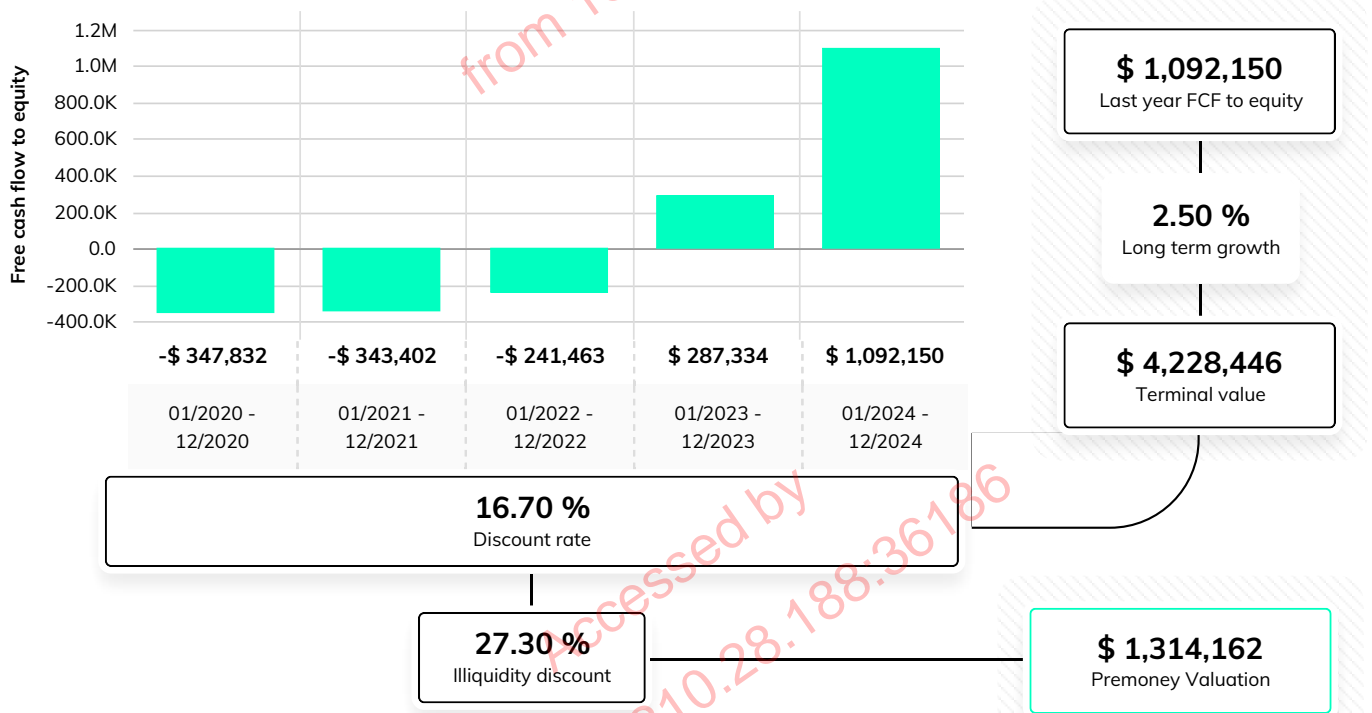 Free cash flow to equity
1.2M
1.0M
800.0K
600.0K
400.0K
200.0K
0.0
-200.0K
-400.0K
-$ 347,832
-$ 343,402
-$ 241,463
$ 287,334
$ 1,092,150
01/2020 -
12/2020
01/2021 -
12/2021
01/2022 -
12/2022
01/2023 -
12/2023
01/2024 -
12/2024
$ 1,092,150
Last year FCF to equity
2.50 %
Long term growth
$ 4,228,446
Terminal value
16.70 %
Discount rate
27.30 %
Illiquidity discount
$ 1,314,162
Premoney Valuation
from
Accessed by
210.28.188:36186